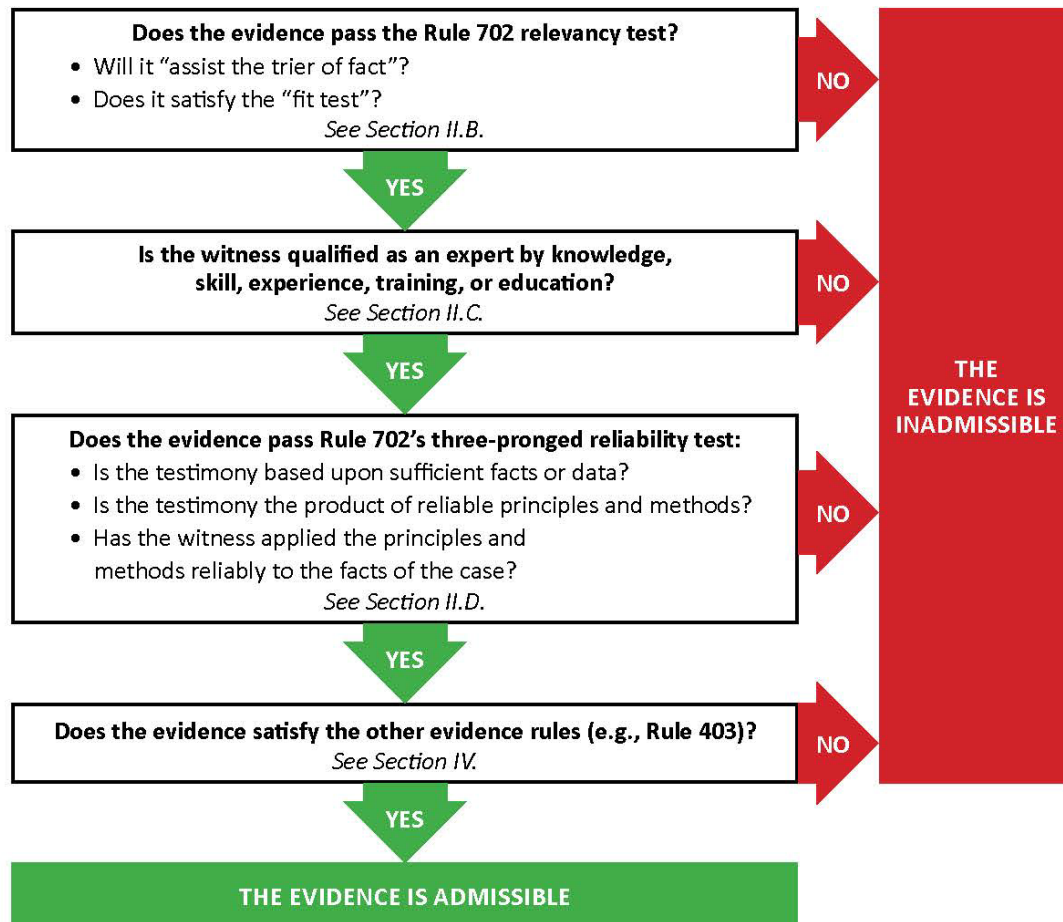 Does the evidence pass the Rule 702 relevancy test?
• Will it “assist the trier of fact”?
• Does it satisfy the “fit test”?
See Section II.B.
NO
YES
Is the witness qualified as an expert by knowledge,
skill, experience, training, or education?
See Section II.C.
NO
YES
THE
EVIDENCE IS
INADMISSIBLE
Does the evidence pass Rule 702’s three-pronged reliability test:
• Is the testimony based upon sufficient facts or data?
• Is the testimony the product of reliable principles and methods?
• Has the witness applied the principles and
methods reliably to the facts of the case?
See Section II.D.
NO
YES
Does the evidence satisfy the other evidence rules (e.g., Rule 403)?
See Section IV.
NO
YES
THE EVIDENCE IS ADMISSIBLE